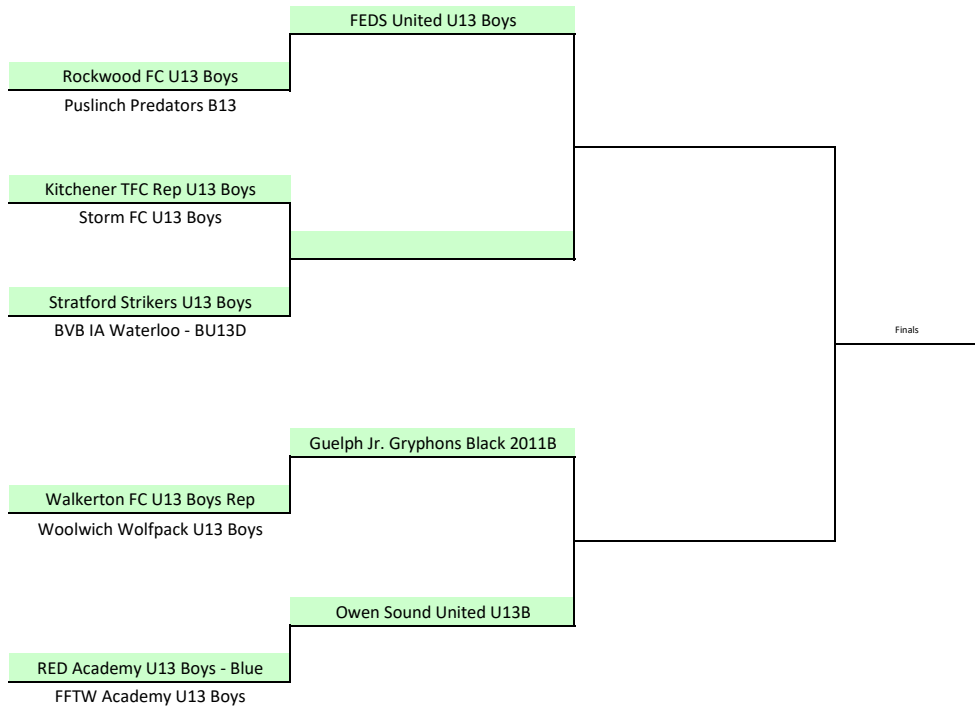 FEDS United U13 Boys
Rockwood FC U13 Boys
Puslinch Predators B13
Kitchener TFC Rep U13 Boys
Storm FC U13 Boys
Stratford Strikers U13 Boys
BVB IA Waterloo - BU13D
Finals
Guelph Jr. Gryphons Black 2011B
Walkerton FC U13 Boys Rep
Woolwich Wolfpack U13 Boys
Owen Sound United U13B
RED Academy U13 Boys - Blue
FFTW Academy U13 Boys